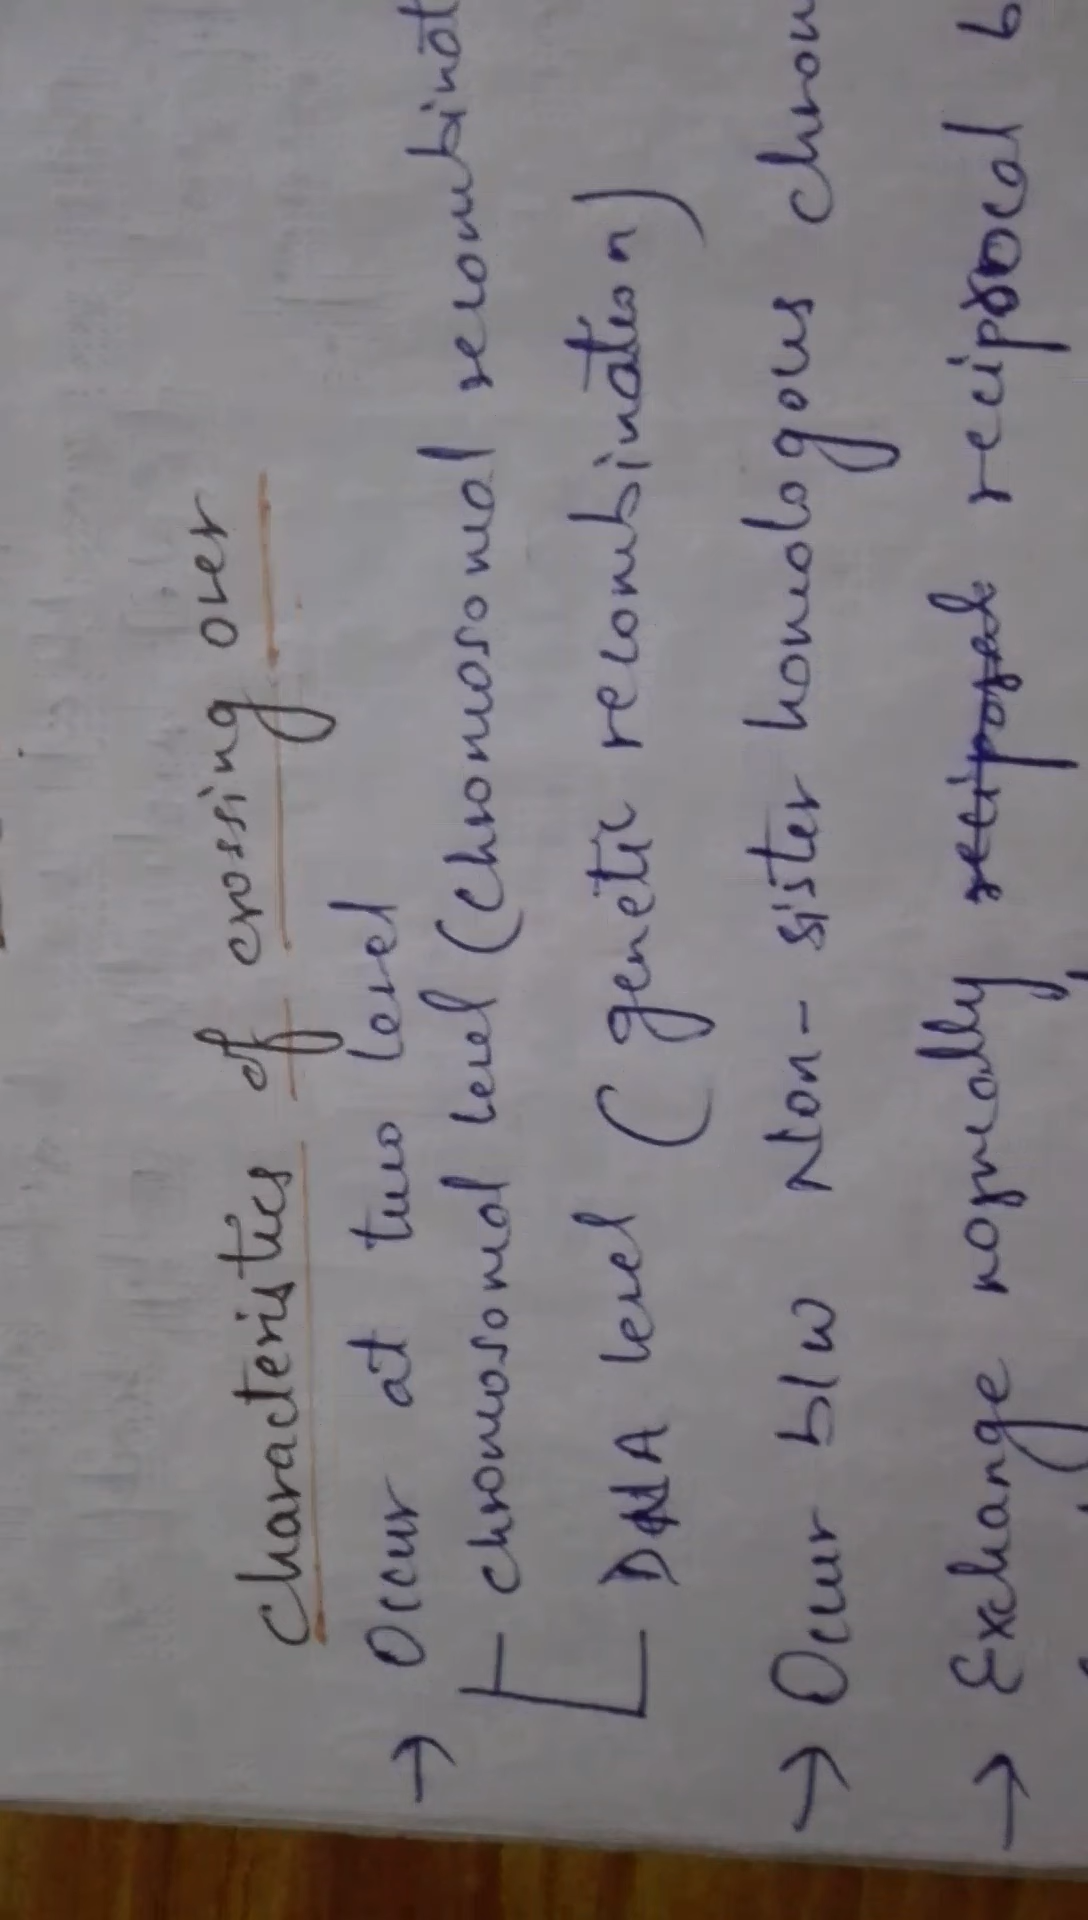 Characteristics of crossing over
→ Occur at two level
chromosomal level (Chromosomal recombinat
DNA level (genetic recombination)
→ Occur b/w Non-sister homologous chrom
→ Exchange normally reciprocal b